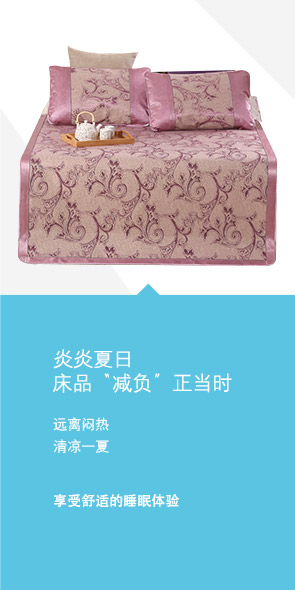 炎炎夏日
床品〝减负〞正当时
远离闷热
清凉一夏
享受舒适的睡眠体验